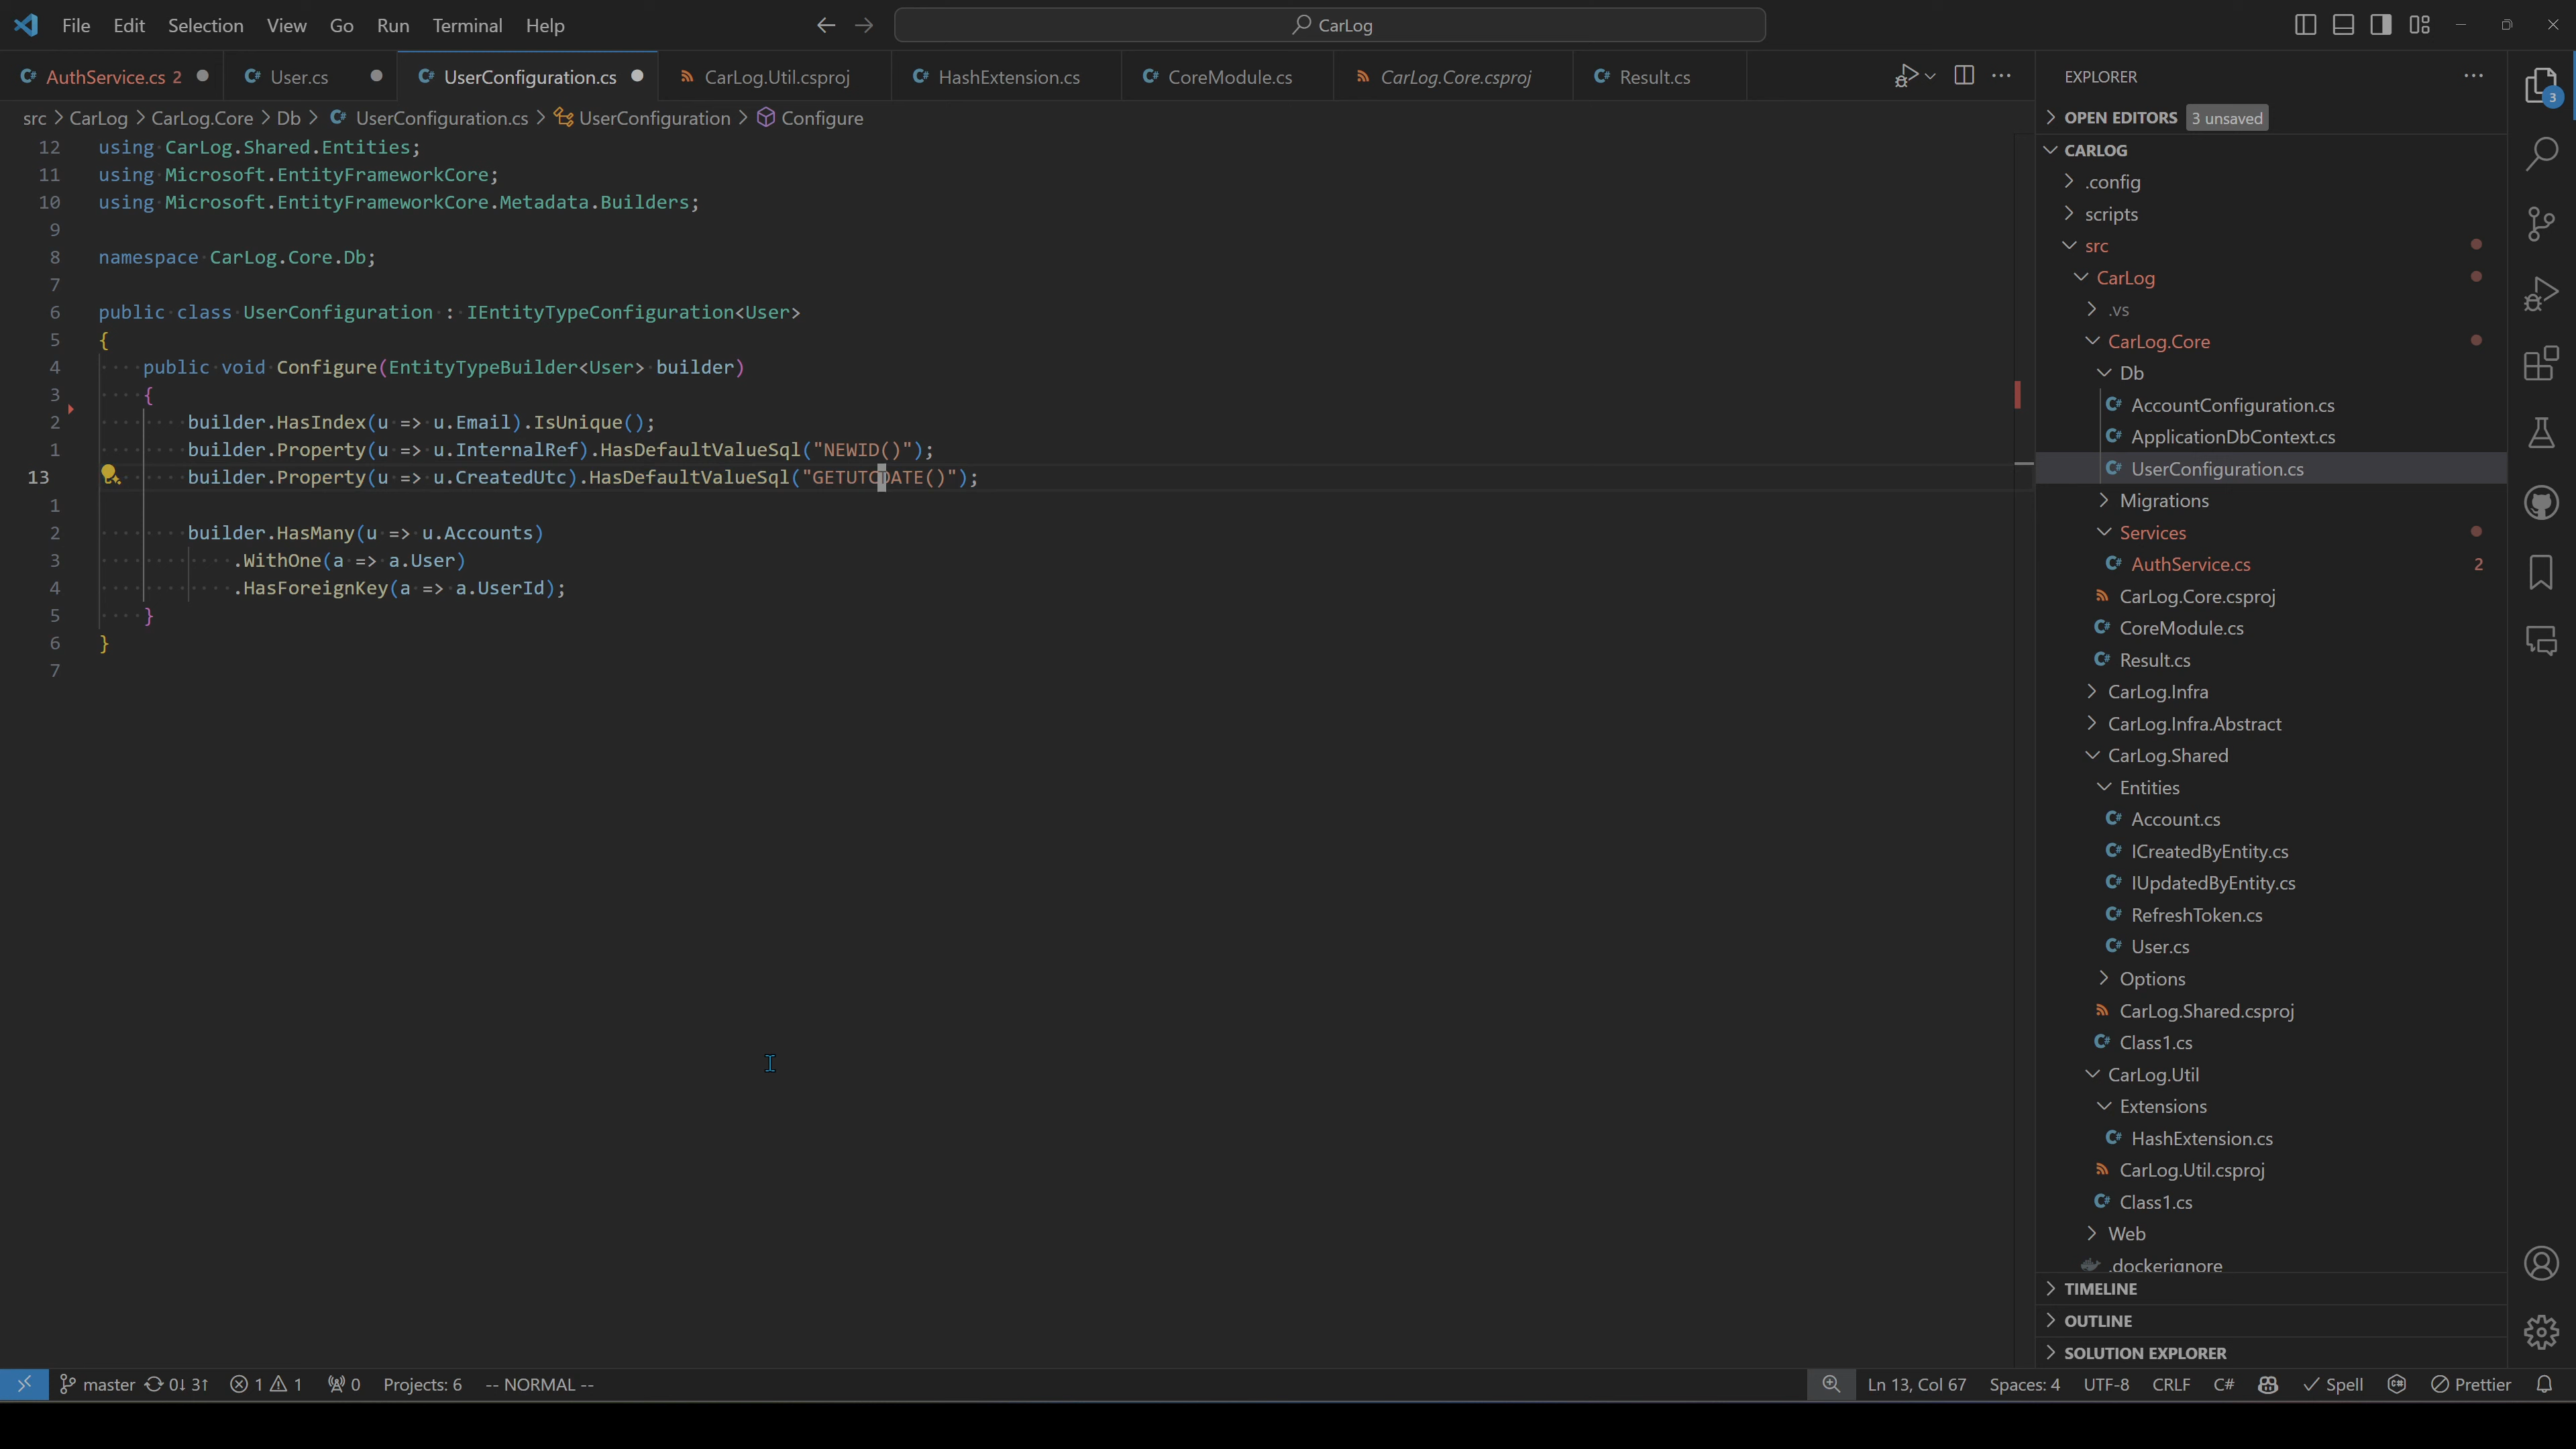 File Edit Selection View Go Run Terminal Help CarLog
AuthService.cs 2 User.cs UserConfiguration.cs CarLog.Util.csproj HashExtension.cs CoreModule.cs CarLog.Core.csproj Result.cs
src > CarLog > CarLog.Core > Db > UserConfiguration.cs > UserConfiguration > Configure
12 using CarLog.Shared.Entities;
11 using Microsoft.EntityFrameworkCore;
10 using Microsoft.EntityFrameworkCore.Metadata.Builders;
9
8 namespace CarLog.Core.Db;
7
6 public class UserConfiguration : IEntityTypeConfiguration<User>
5 {
4 public void Configure(EntityTypeBuilder<User> builder)
3 {
2 builder.HasIndex(u => u.Email).IsUnique();
1 builder.Property(u => u.InternalRef).HasDefaultValueSql("NEWID()");
13 builder.Property(u => u.CreatedUtc).HasDefaultValueSql("GETUTCDATE()");
1
2 builder.HasMany(u => u.Accounts)
3 .WithOne(a => a.User)
4 .HasForeignKey(a => a.UserId);
5 }
6 }
7
EXPLORER
OPEN EDITORS 3 unsaved
3
CARLOG
.config
scripts
src
CarLog
.vs
CarLog.Core
Db
AccountConfiguration.cs
ApplicationDbContext.cs
UserConfiguration.cs
Migrations
Services
AuthService.cs 2
CarLog.Core.csproj
CoreModule.cs
Result.cs
CarLog.Infra
CarLog.Infra.Abstract
CarLog.Shared
Entities
Account.cs
ICreatedByEntity.cs
IUpdatedByEntity.cs
RefreshToken.cs
User.cs
Options
CarLog.Shared.csproj
Class1.cs
CarLog.Util
Extensions
HashExtension.cs
CarLog.Util.csproj
Class1.cs
Web
.dockerignore
TIMELINE
OUTLINE
SOLUTION EXPLORER
master 0↓ 3↑ 1 1 0 Projects: 6 -- NORMAL -- Ln 13, Col 67 Spaces: 4 UTF-8 CRLF C# Spell Prettier